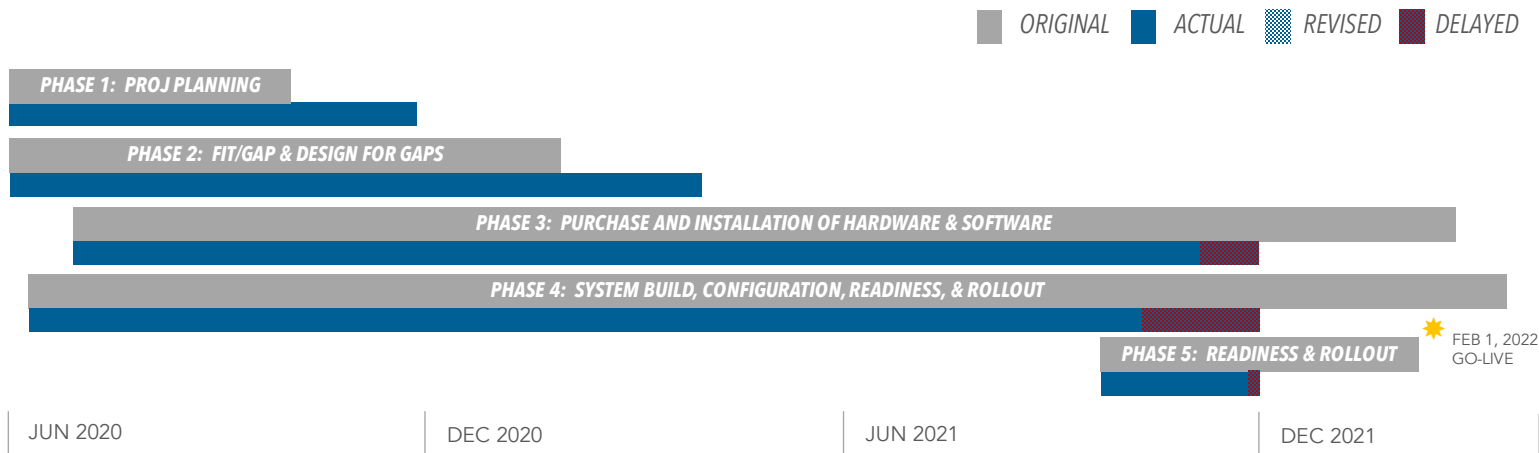 ORIGINAL ACTUAL REVISED DELAYED
PHASE 1: PROJ PLANNING
PHASE 2: FIT/GAP & DESIGN FOR GAPS
PHASE 3: PURCHASE AND INSTALLATION OF HARDWARE & SOFTWARE
PHASE 4: SYSTEM BUILD, CONFIGURATION, READINESS, & ROLLOUT
PHASE 5: READINESS & ROLLOUT
FEB 1, 2022
GO-LIVE
JUN 2020 DEC 2020 JUN 2021 DEC 2021